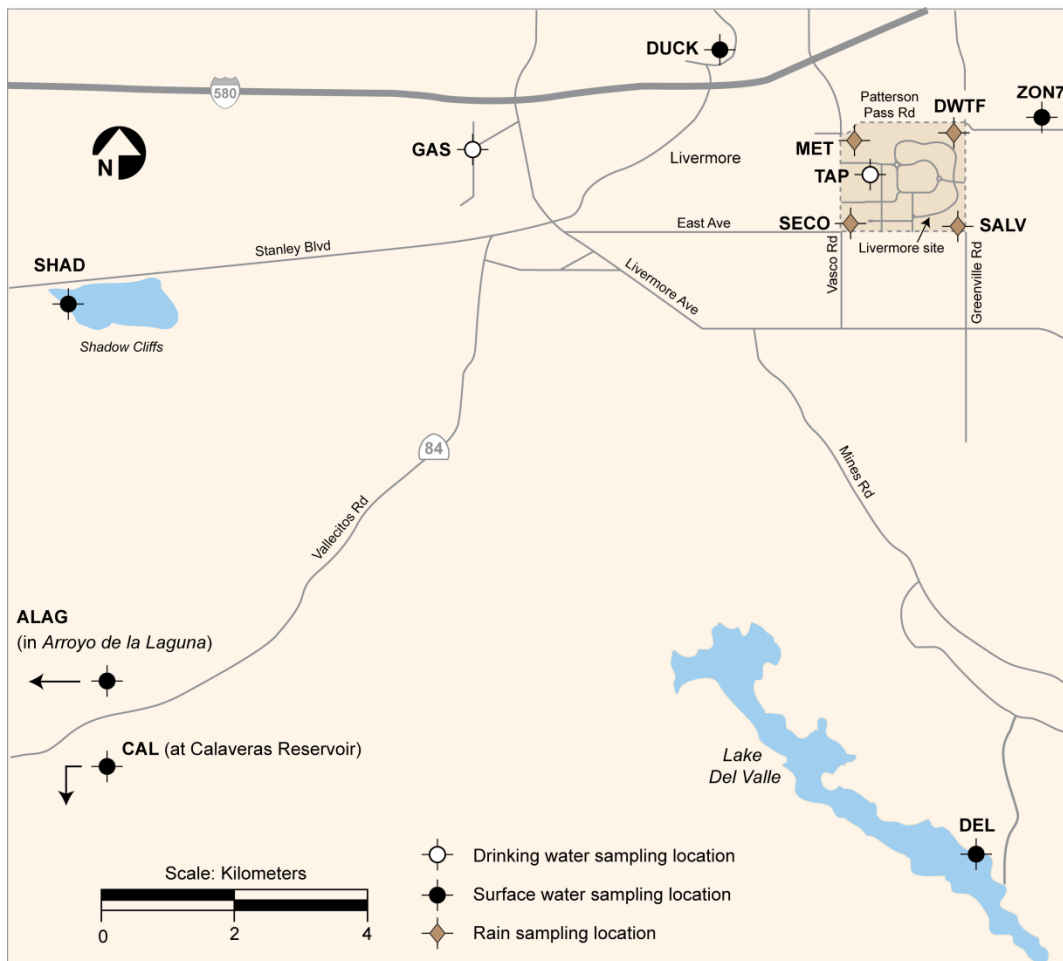 DUCK
580
ZON7
DWTF
Patterson
Pass Rd
GAS
MET
Livermore
N
TAP
East Ave
SECO
SALV
Livermore site
Stanley Blvd
SHAD
Vasco Rd
Greenville Rd
Livermore Ave
Shadow Cliffs
84
Mines Rd
Vallecitos Rd
ALAG
(in Arroyo de la Laguna)
CAL (at Calaveras Reservoir)
Lake
Del Valle
DEL
Scale: Kilometers
0 2 4
Drinking water sampling location
Surface water sampling location
Rain sampling location